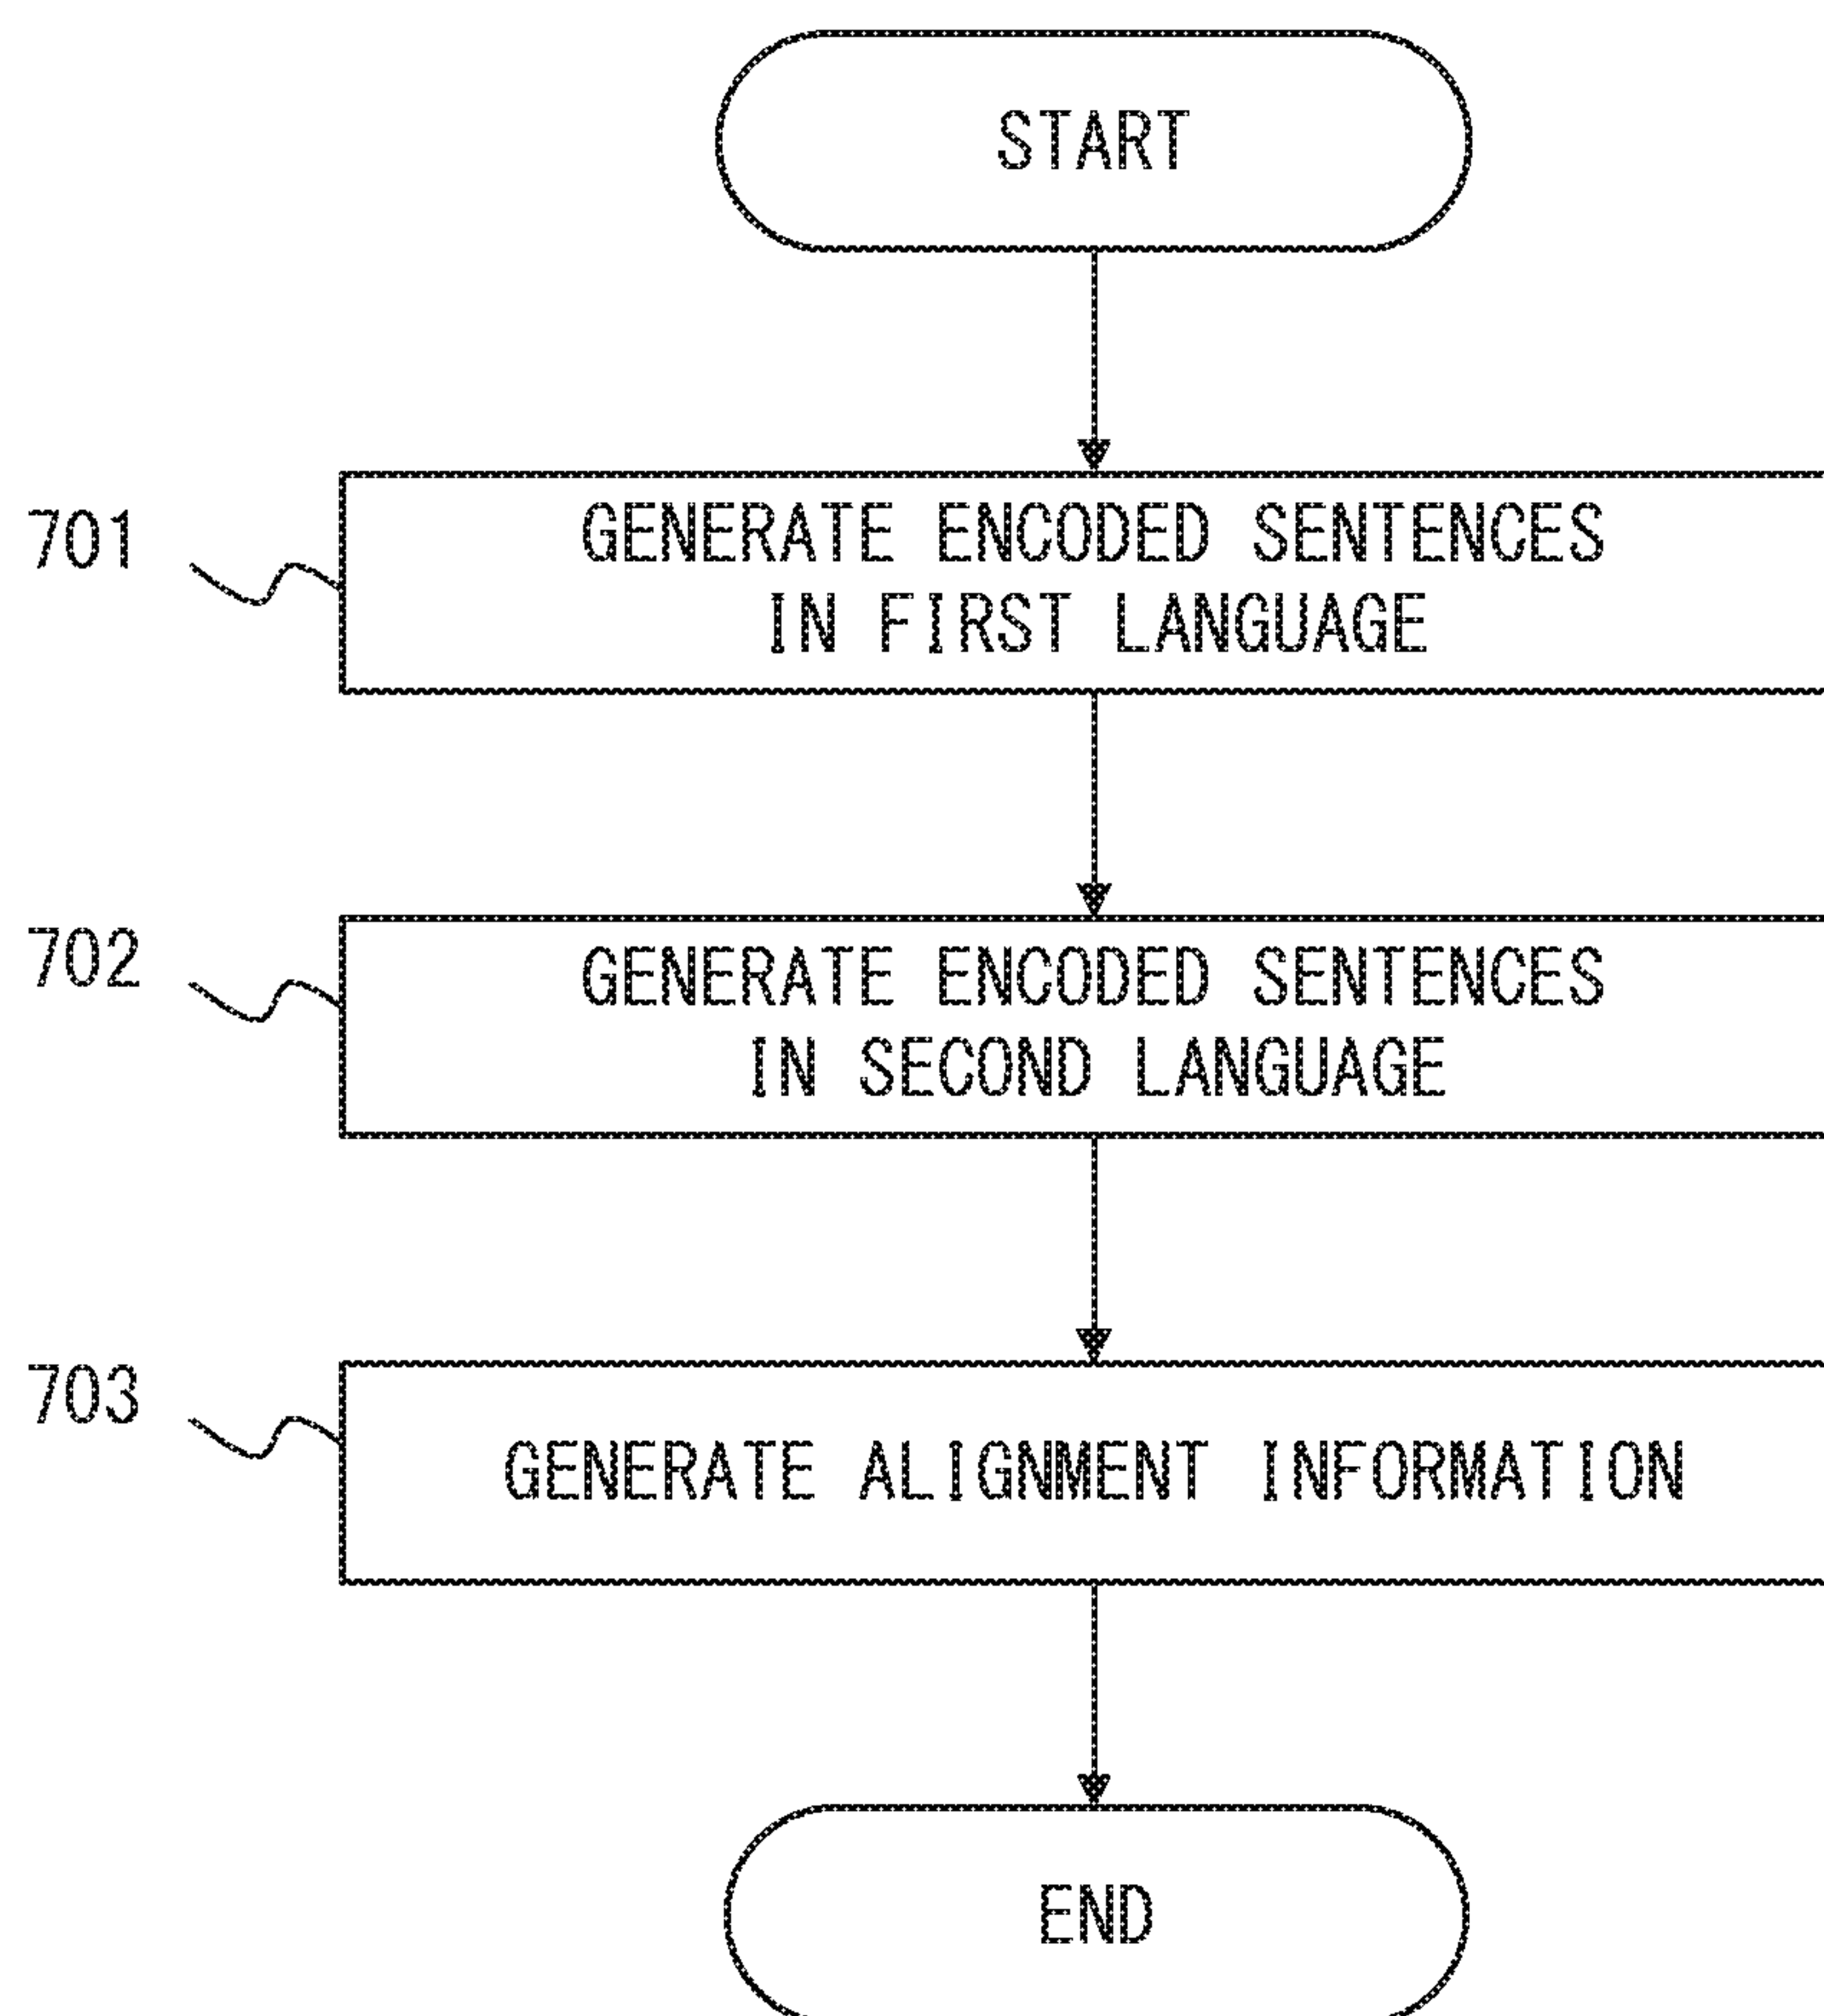 START
701
GENERATE ENCODED SENTENCES
IN FIRST LANGUAGE
702
GENERATE ENCODED SENTENCES
IN SECOND LANGUAGE
703
GENERATE ALIGNMENT INFORMATION
END